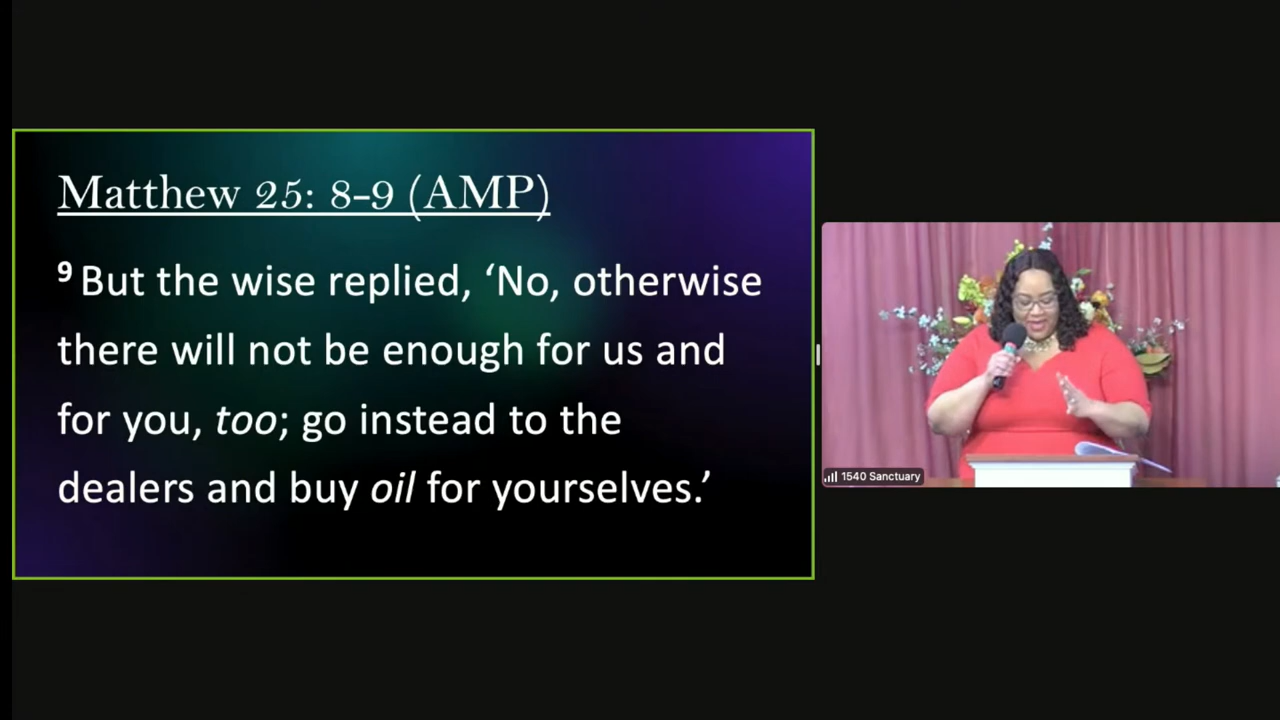 Matthew 25: 8-9 (AMP)
9 But the wise replied, ‘No, otherwise
there will not be enough for us and
for you, too; go instead to the
dealers and buy oil for yourselves.’
1540 Sanctuary